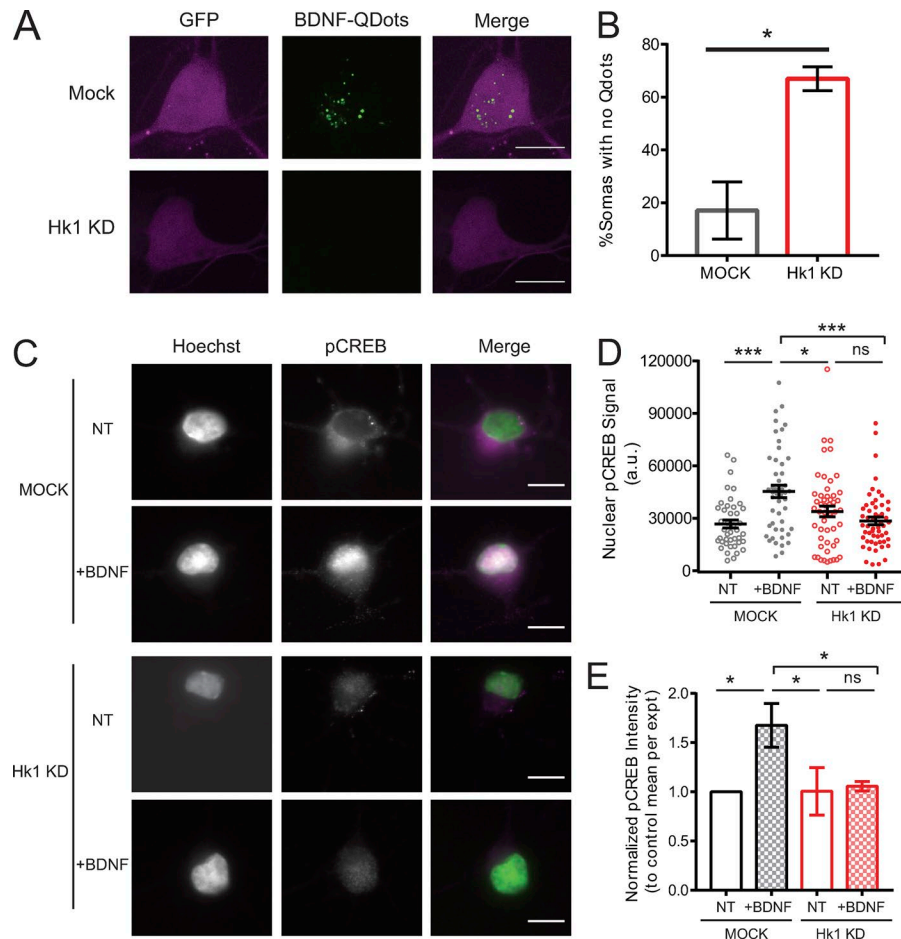 A
GFP
BDNF-QDots
Merge
Mock
Hk1 KD
B
*
%Somas with no Qdots
80
60
40
20
0
MOCK
Hk1 KD
C
Hoechst
pCREB
Merge
MOCK
NT
+BDNF
Hk1 KD
NT
+BDNF
D
***
***
*
ns
Nuclear pCREB Signal
(a.u.)
120000
90000
60000
30000
0
NT
+BDNF
NT
+BDNF
MOCK
Hk1 KD
E
*
*
*
ns
Normalized pCREB Intensity
(to control mean per expt)
2.0
1.5
1.0
0.5
0.0
NT
+BDNF
NT
+BDNF
MOCK
Hk1 KD